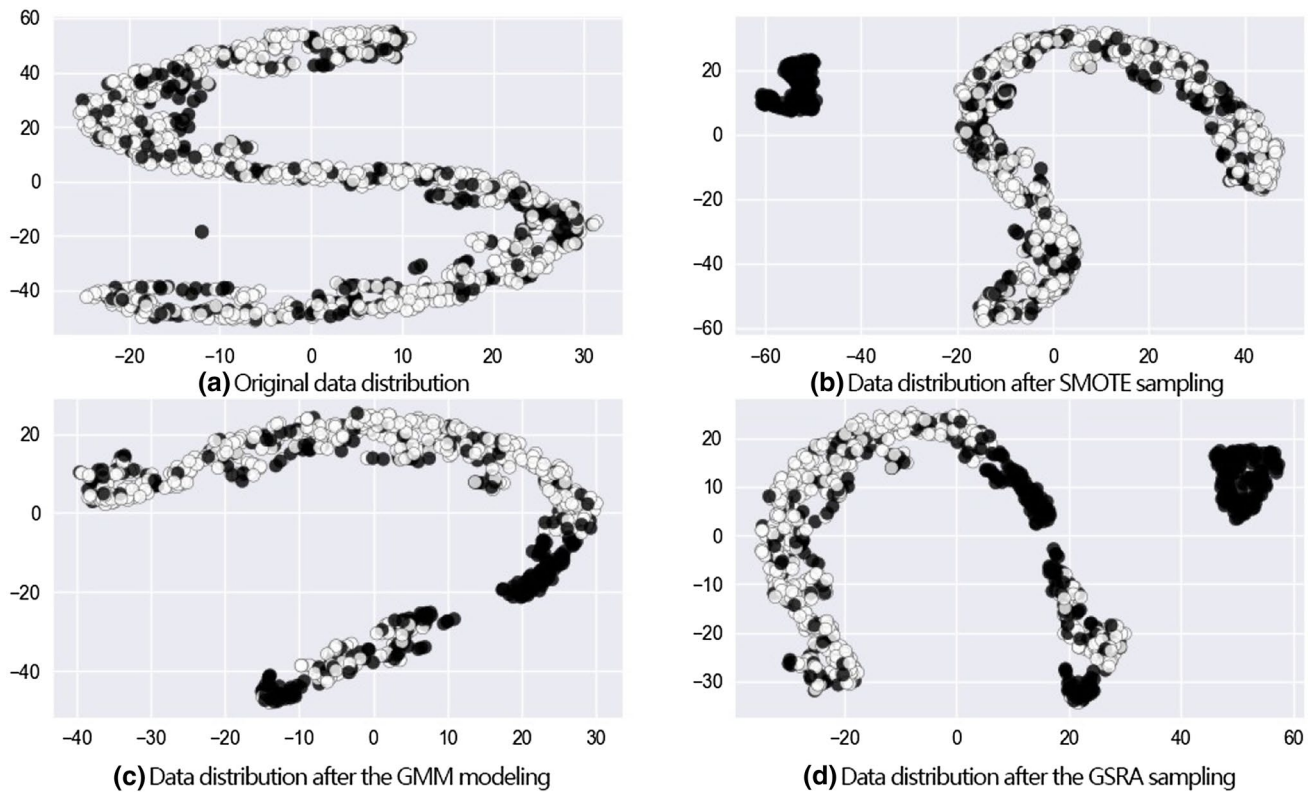 60
40
20
0
−20
−40
−20 −10 0 10 20 30
(a) Original data distribution
20
0
−20
−40
−60
−60 −40 −20 0 20 40
(b) Data distribution after SMOTE sampling
20
0
−20
−40
−40 −30 −20 −10 0 10 20 30
(c) Data distribution after the GMM modeling
20
10
0
−10
−20
−30
−20 0 20 40 60
(d) Data distribution after the GSRA sampling